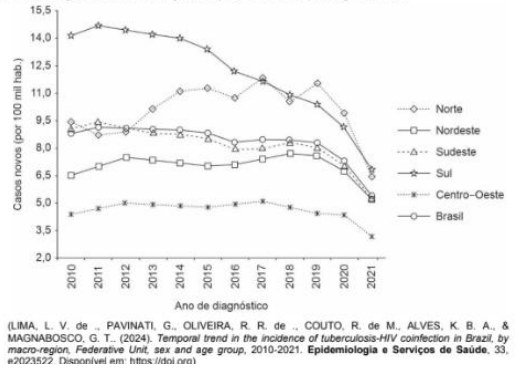 15,5
14,0
12,5
11,0
9,5
8,0
6,5
5,0
3,5
2,0
Casos novos (por 100 mil hab.)
2010 2011 2012 2013 2014 2015 2016 2017 2018 2019 2020 2021
Ano de diagnóstico
Norte
Nordeste
Sudeste
Sul
Centro-Oeste
Brasil
(LIMA, L. V. de ., PAVINATI, G., OLIVEIRA, R. R. de ., COUTO, R. de M., ALVES, K. B. A., &
MAGNABOSCO, G. T.. (2024). Temporal trend in the incidence of tuberculosis-HIV coinfection in Brazil, by
macro-region, Federative Unit, sex and age group, 2010-2021. Epidemiologia e Serviços de Saúde, 33,
e2023522. Disponível em: https://doi.org)